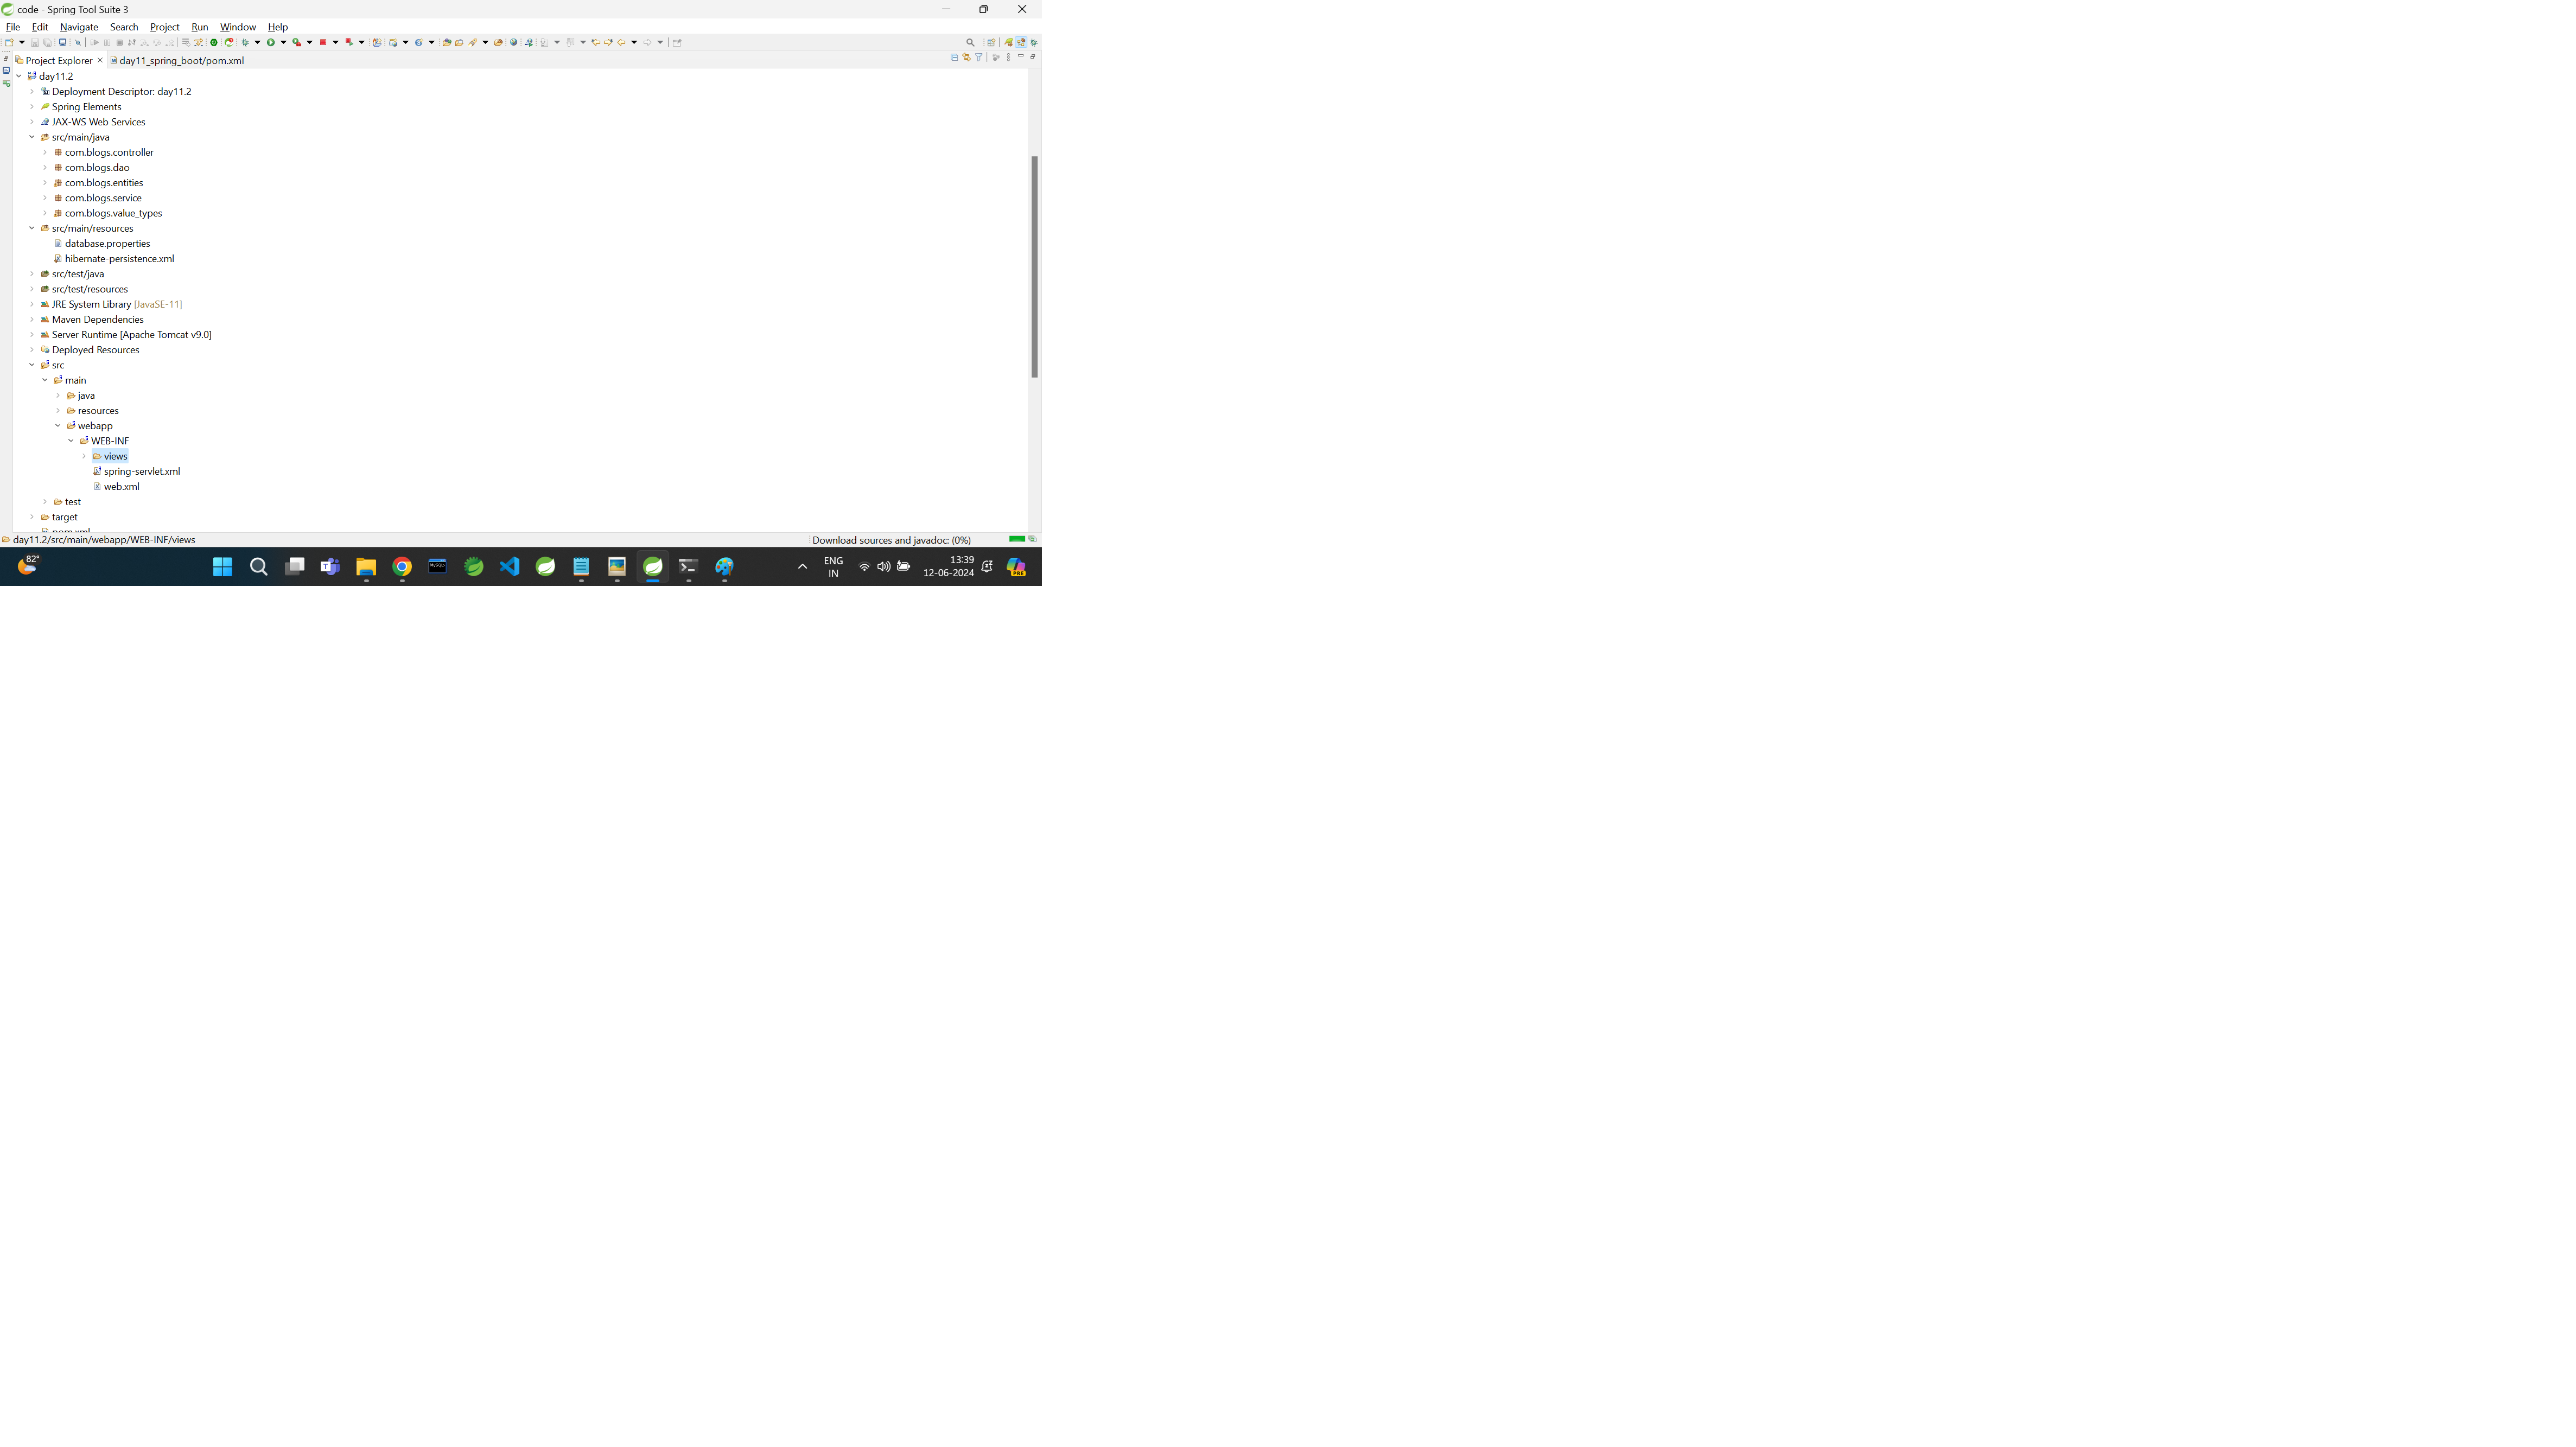 code - Spring Tool Suite 3
File Edit Navigate Search Project Run Window Help
Project Explorer day11_spring_boot/pom.xml
day11.2
Deployment Descriptor: day11.2
Spring Elements
JAX-WS Web Services
src/main/java
com.blogs.controller
com.blogs.dao
com.blogs.entities
com.blogs.service
com.blogs.value_types
src/main/resources
database.properties
hibernate-persistence.xml
src/test/java
src/test/resources
JRE System Library [JavaSE-11]
Maven Dependencies
Server Runtime [Apache Tomcat v9.0]
Deployed Resources
src
main
java
resources
webapp
WEB-INF
views
spring-servlet.xml
web.xml
test
target
pom.xml
day11.2/src/main/webapp/WEB-INF/views Download sources and javadoc: (0%)
82°
ENG
IN
13:39
12-06-2024
PRE